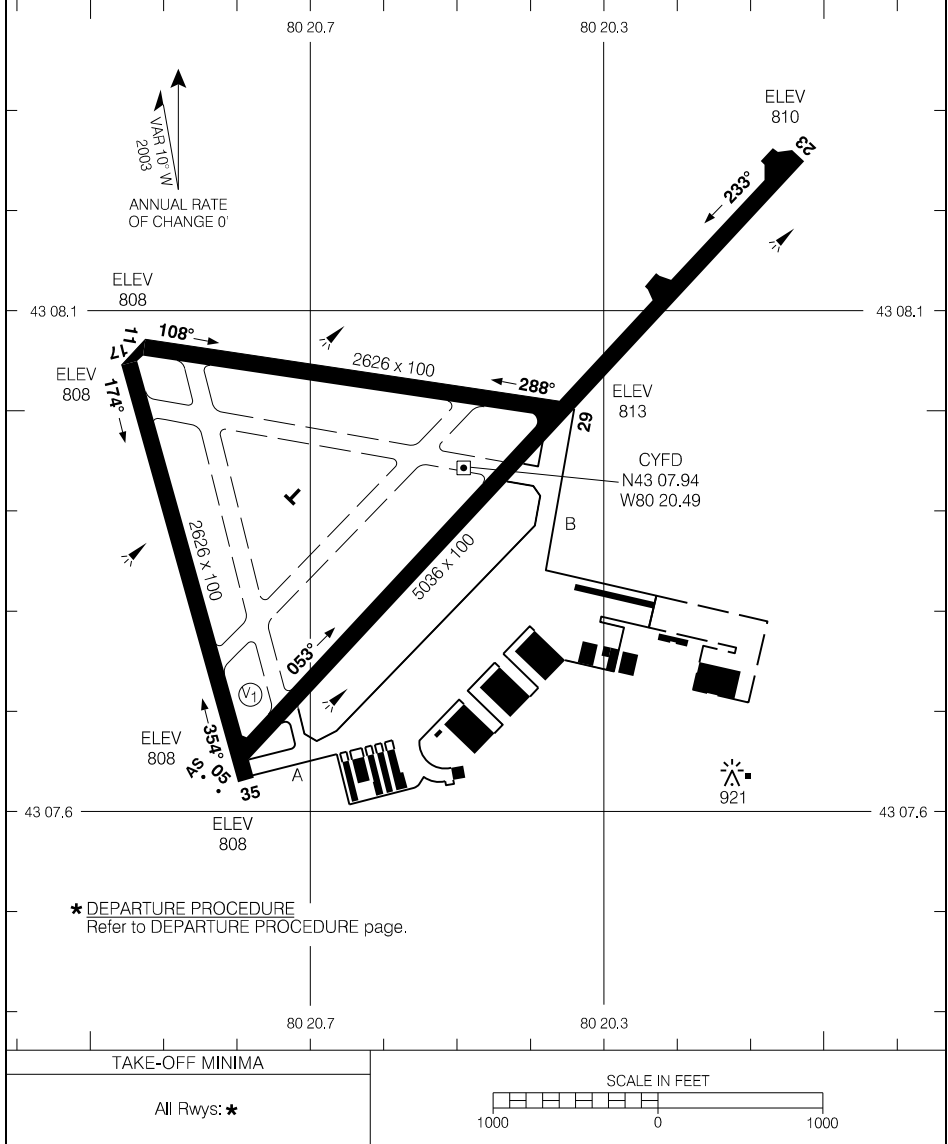 80 20.7
80 20.3
ELEV
810
23
VAR 10° W
2003
233°
ANNUAL RATE
OF CHANGE 0'
ELEV
808
43 08.1
43 08.1
11
17
108°
2626 x 100
ELEV
808
174°
288°
ELEV
813
29
CYFD
N43 07.94
W80 20.49
B
2626 x 100
5036 x 100
053°
V1
ELEV
808
354°
AS
05
35
A
921
43 07.6
43 07.6
ELEV
808
* DEPARTURE PROCEDURE
Refer to DEPARTURE PROCEDURE page.
80 20.7
80 20.3
TAKE-OFF MINIMA
All Rwys: *
SCALE IN FEET
1000
0
1000